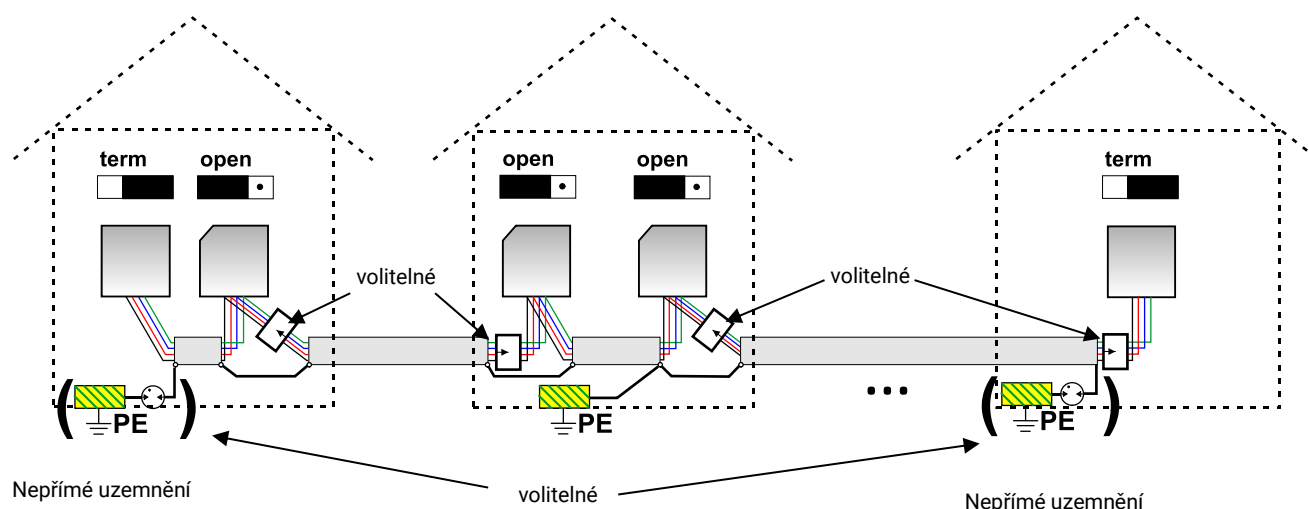 term open
open open
term
volitelné
volitelné
PE
PE
PE
Nepřímé uzemnění
volitelné
Nepřímé uzemnění